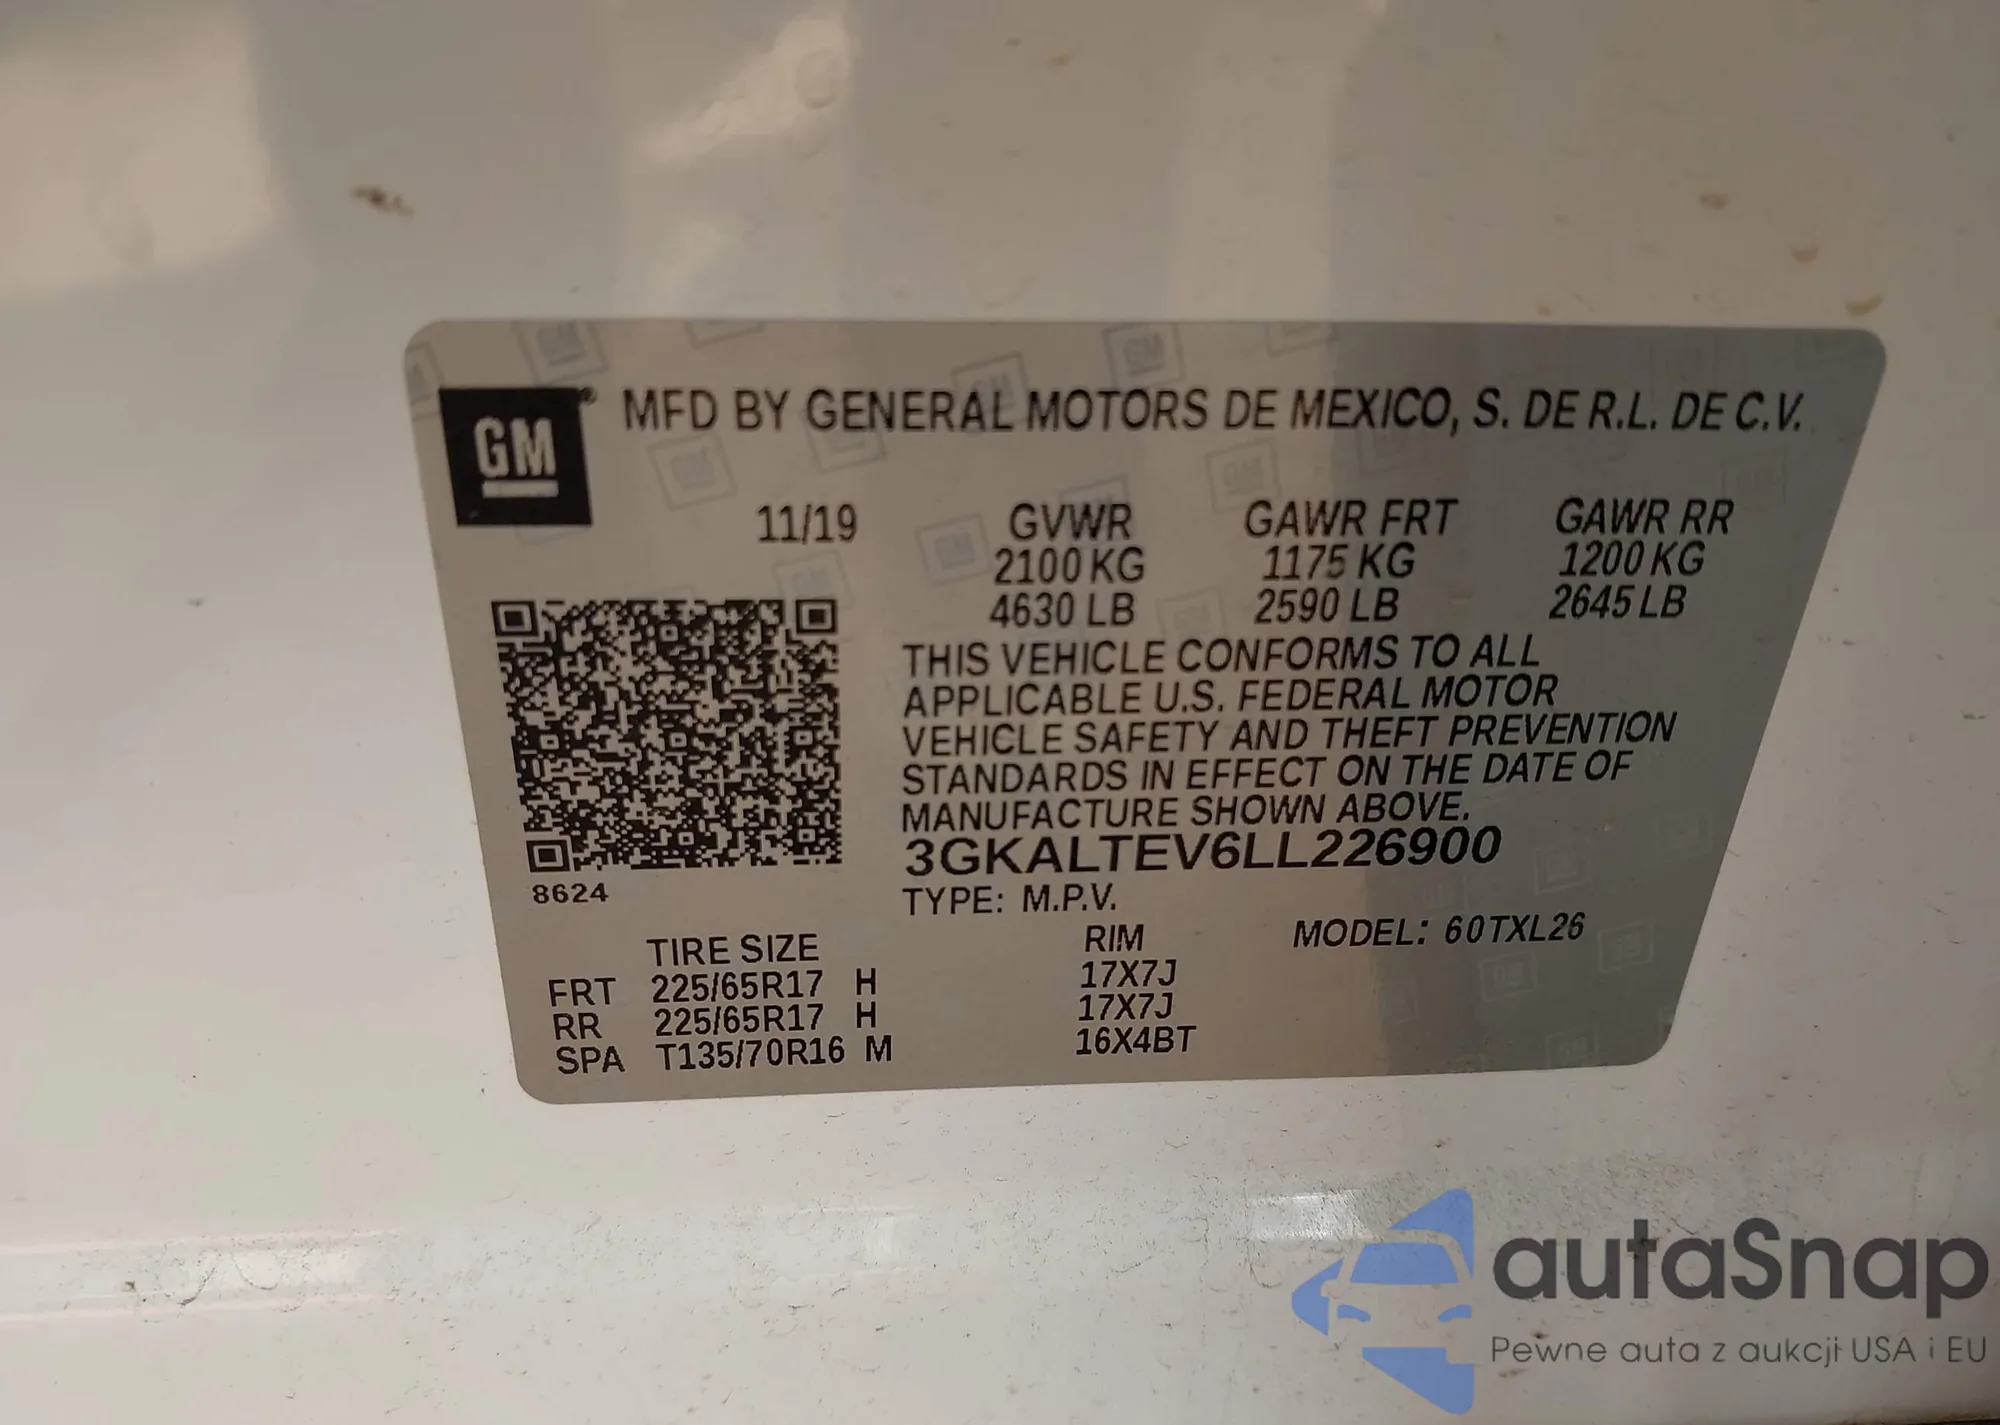 GM® MFD BY GENERAL MOTORS DE MEXICO, S. DE R.L. DE C.V.
11/19 GVWR GAWR FRT GAWR RR
2100 KG 1175 KG 1200 KG
4630 LB 2590 LB 2645 LB
THIS VEHICLE CONFORMS TO ALL
APPLICABLE U.S. FEDERAL MOTOR
VEHICLE SAFETY AND THEFT PREVENTION
STANDARDS IN EFFECT ON THE DATE OF
MANUFACTURE SHOWN ABOVE.
3GKALTEV6LL226900
8624
TYPE: M.P.V.
TIRE SIZE RIM MODEL: 60TXL26
FRT 225/65R17 H 17X7J
RR 225/65R17 H 17X7J
SPA T135/70R16 M 16X4BT
autaSnap
Pewne auta z aukcji USA i EU